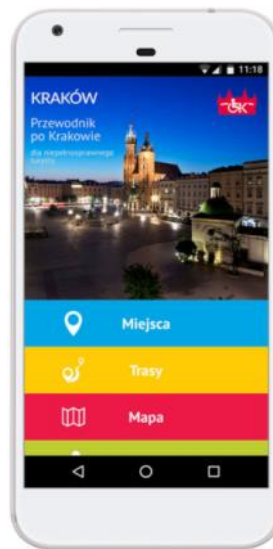 11:18
KRAKÓW
Przewodnik
po Krakowie
dla niepełnosprawnego
turysty
Miejsca
Trasy
Mapa